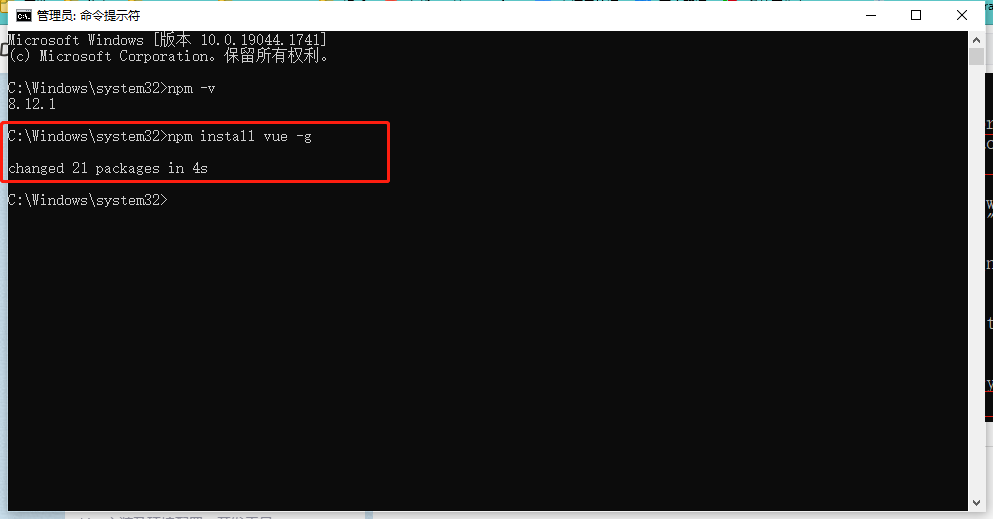 管理员: 命令提示符
Microsoft Windows [版本 10.0.19044.1741]
(c) Microsoft Corporation。保留所有权利。
C:\Windows\system32>npm -v
8.12.1
C:\Windows\system32>npm install vue -g
changed 21 packages in 4s
C:\Windows\system32>